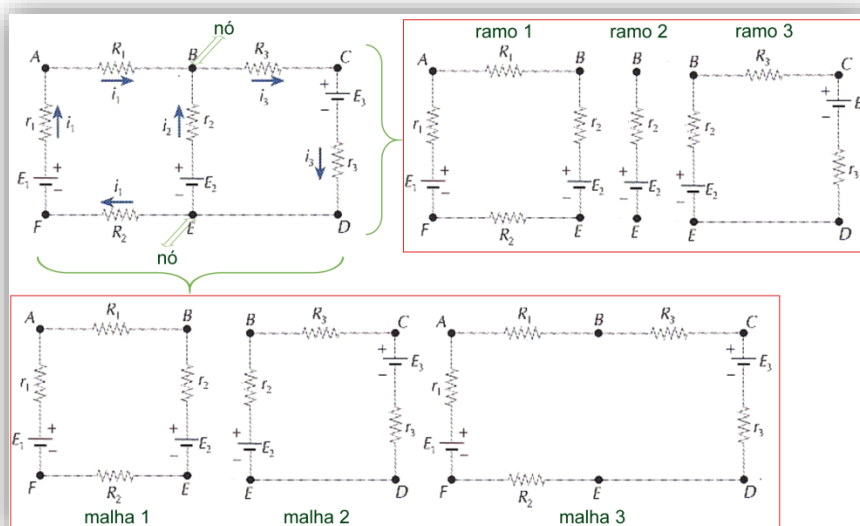 nó
A R1 B R3 C
i1 i3
E3
r1 i1 i2 r2
i3 r3
E1 E2
i1
F R2 E D
nó
ramo 1 ramo 2 ramo 3
A R1 B B B R3 C
E
r1 r2 r2 r2
r3
E1 E2 E2 E2
F R2 E E E D
A R1 B B R3 C A R1 B R3 C
E3 E3
r1 r2 r2 r1
r3 r3
E1 E2 E2 E1
F R2 E E D F R2 E D
malha 1 malha 2 malha 3